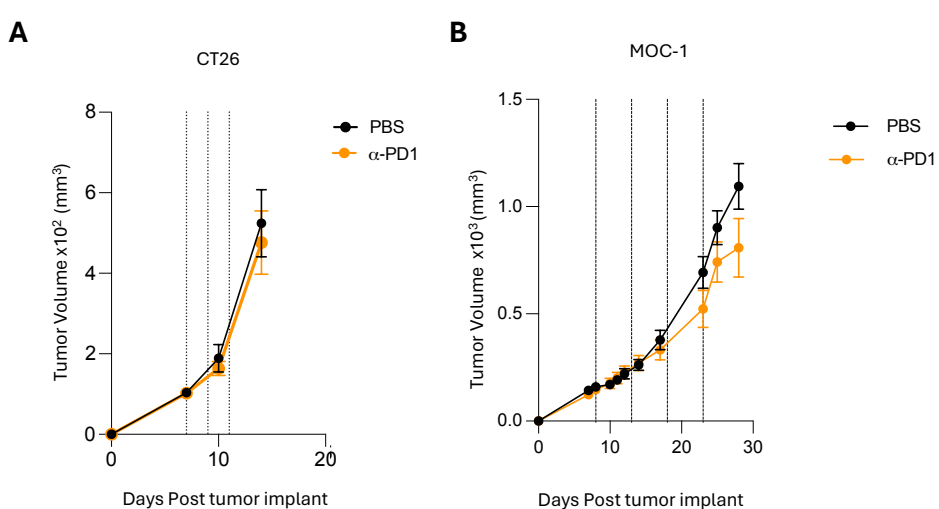 A
CT26
8
6
4
2
0
0
10
20
Tumor Volume x10² (mm³)
Days Post tumor implant
PBS
α-PD1
B
MOC-1
1.5
1.0
0.5
0.0
0
10
20
30
Tumor Volume x10³(mm³)
Days Post tumor implant
PBS
α-PD1